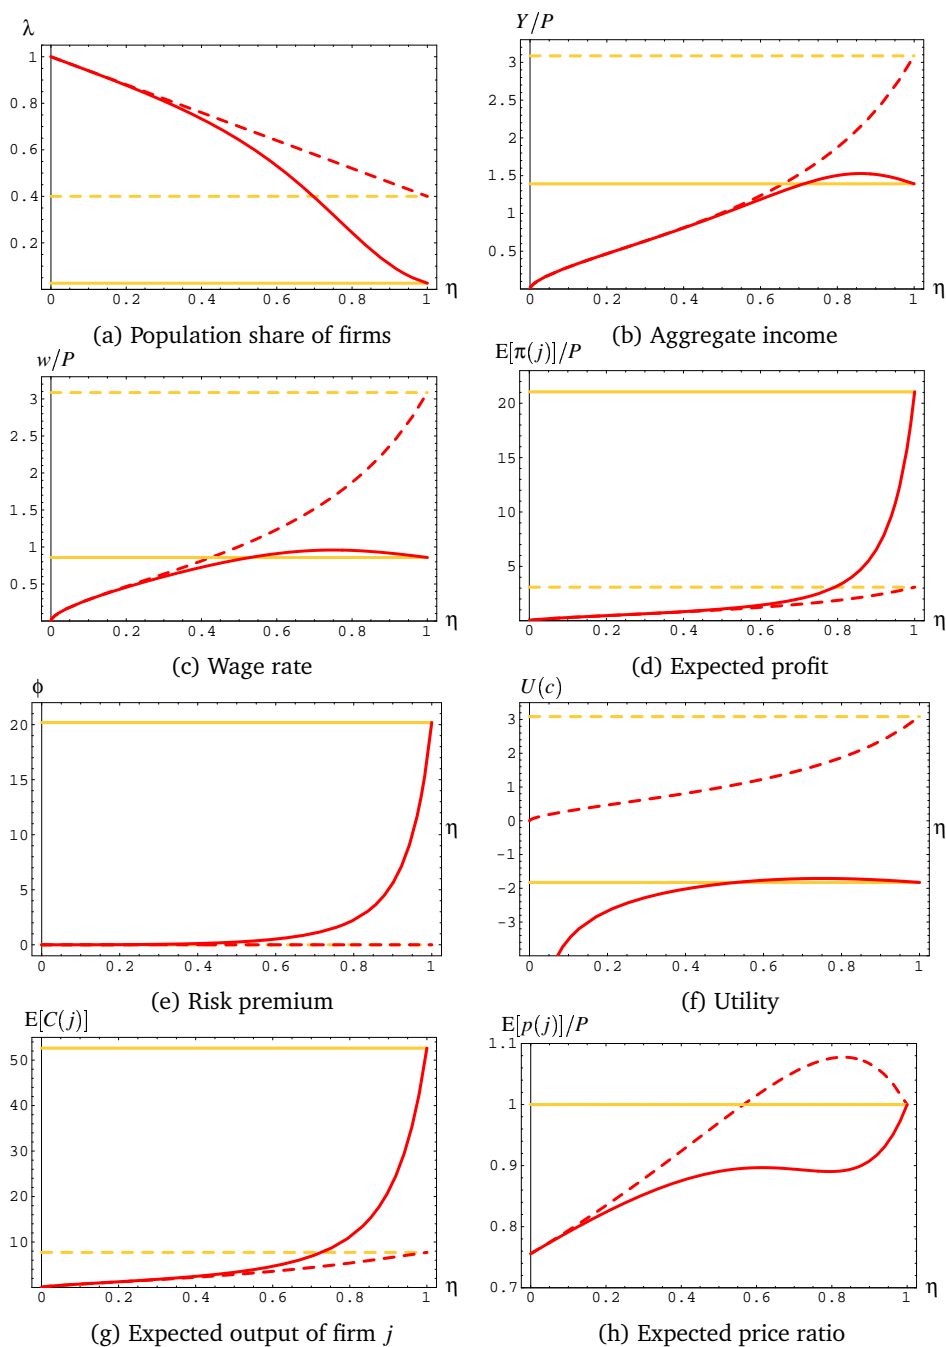 λ
1
0.8
0.6
0.4
0.2
0 0.2 0.4 0.6 0.8 1 η
(a) Population share of firms
Y/P
3
2.5
2
1.5
1
0.5
0 0.2 0.4 0.6 0.8 1 η
(b) Aggregate income
w/P
3
2.5
2
1.5
1
0.5
0 0.2 0.4 0.6 0.8 1 η
(c) Wage rate
E[π(j)]/P
20
15
10
5
0 0.2 0.4 0.6 0.8 1 η
(d) Expected profit
ϕ
20
15
10
5
0
0 0.2 0.4 0.6 0.8 1
η
(e) Risk premium
U(c)
3
2
1
0
-1
-2
-3
0 0.2 0.4 0.6 0.8 1
η
(f) Utility
E[C(j)]
50
40
30
20
10
0 0.2 0.4 0.6 0.8 1 η
(g) Expected output of firm j
E[p(j)]/P
1.1
1
0.9
0.8
0.7
0 0.2 0.4 0.6 0.8 1 η
(h) Expected price ratio